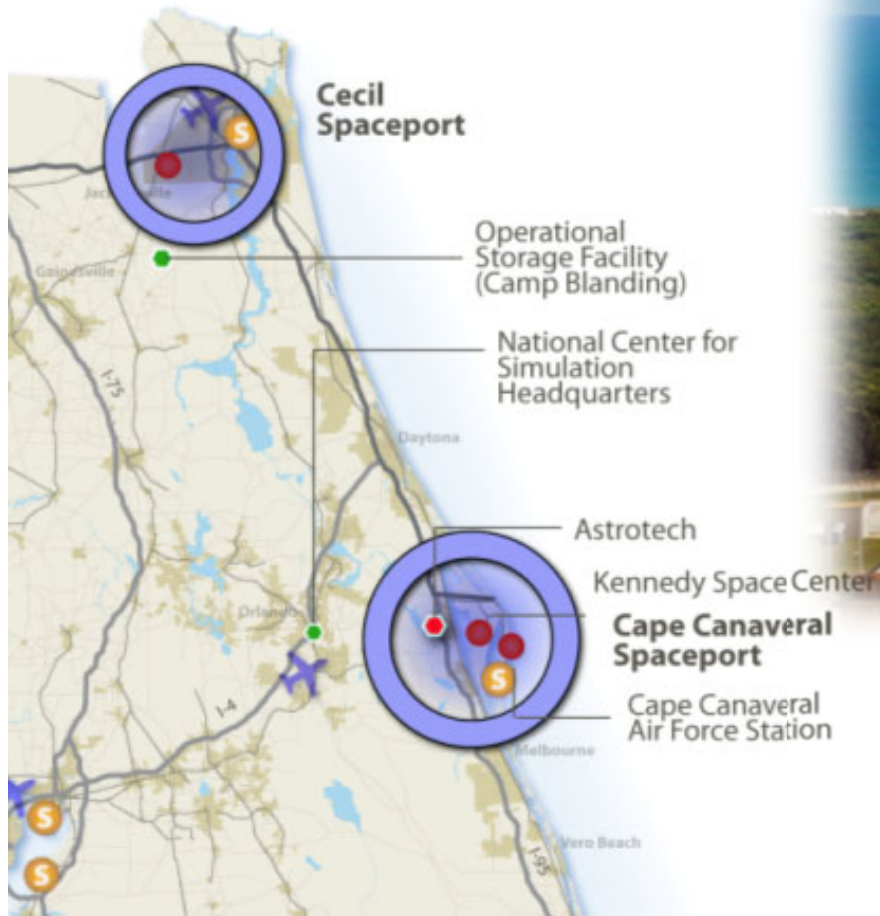 Cecil
Spaceport
S
Jacksonville
Operational
Storage Facility
(Camp Blanding)
Gainesville
National Center for
Simulation
Headquarters
I-75
Daytona
Astrotech
Kennedy Space Center
Orlando
Cape Canaveral
Spaceport
S
I-4
Cape Canaveral
Air Force Station
Melbourne
S
Vero Beach
I-95
S